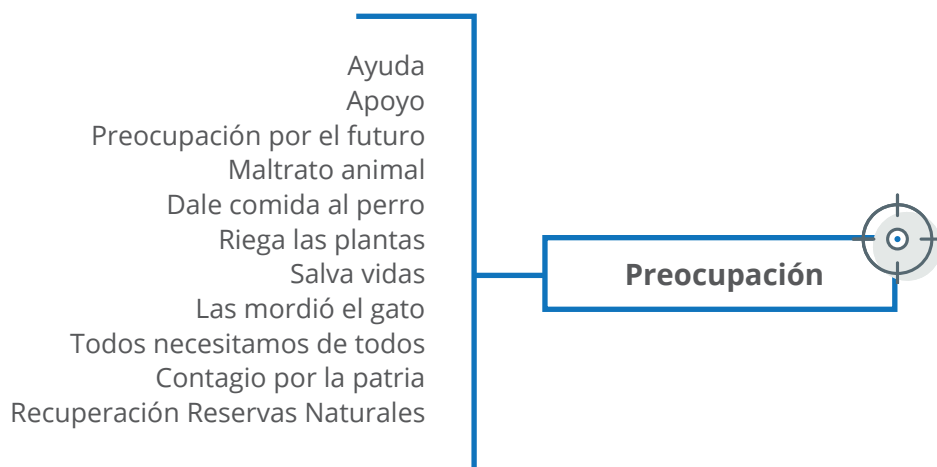 Ayuda
Apoyo
Preocupación por el futuro
Maltrato animal
Dale comida al perro
Riega las plantas
Salva vidas
Las mordió el gato
Todos necesitamos de todos
Contagio por la patria
Recuperación Reservas Naturales
Preocupación